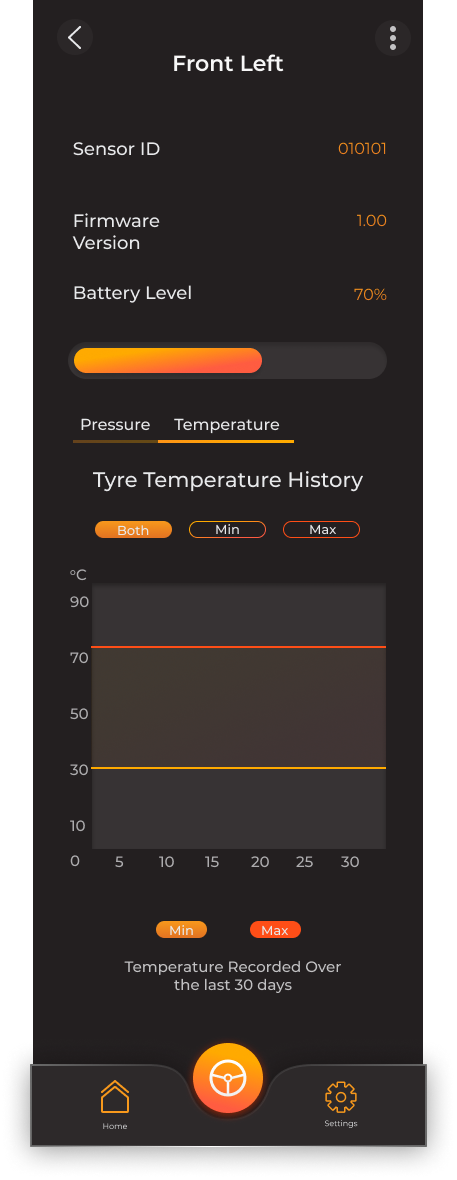 Front Left
Sensor ID 010101
Firmware 1.00
Version
Battery Level 70%
Pressure Temperature
Tyre Temperature History
Both Min Max
°C
90
70
50
30
10
0 5 10 15 20 25 30
Min Max
Temperature Recorded Over
the last 30 days
Home Settings